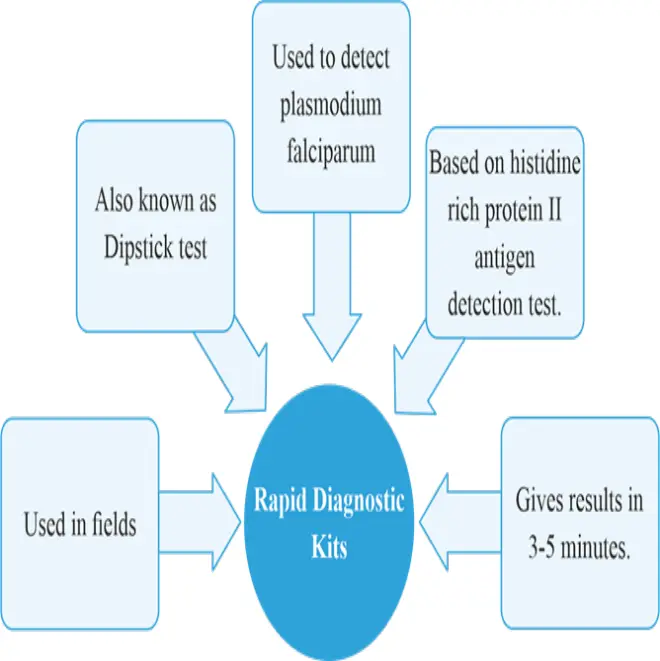 Used to detect
plasmodium
falciparum
Also known as
Dipstick test
Based on histidine
rich protein II
antigen
detection test.
Used in fields
Rapid Diagnostic
Kits
Gives results in
3-5 minutes.